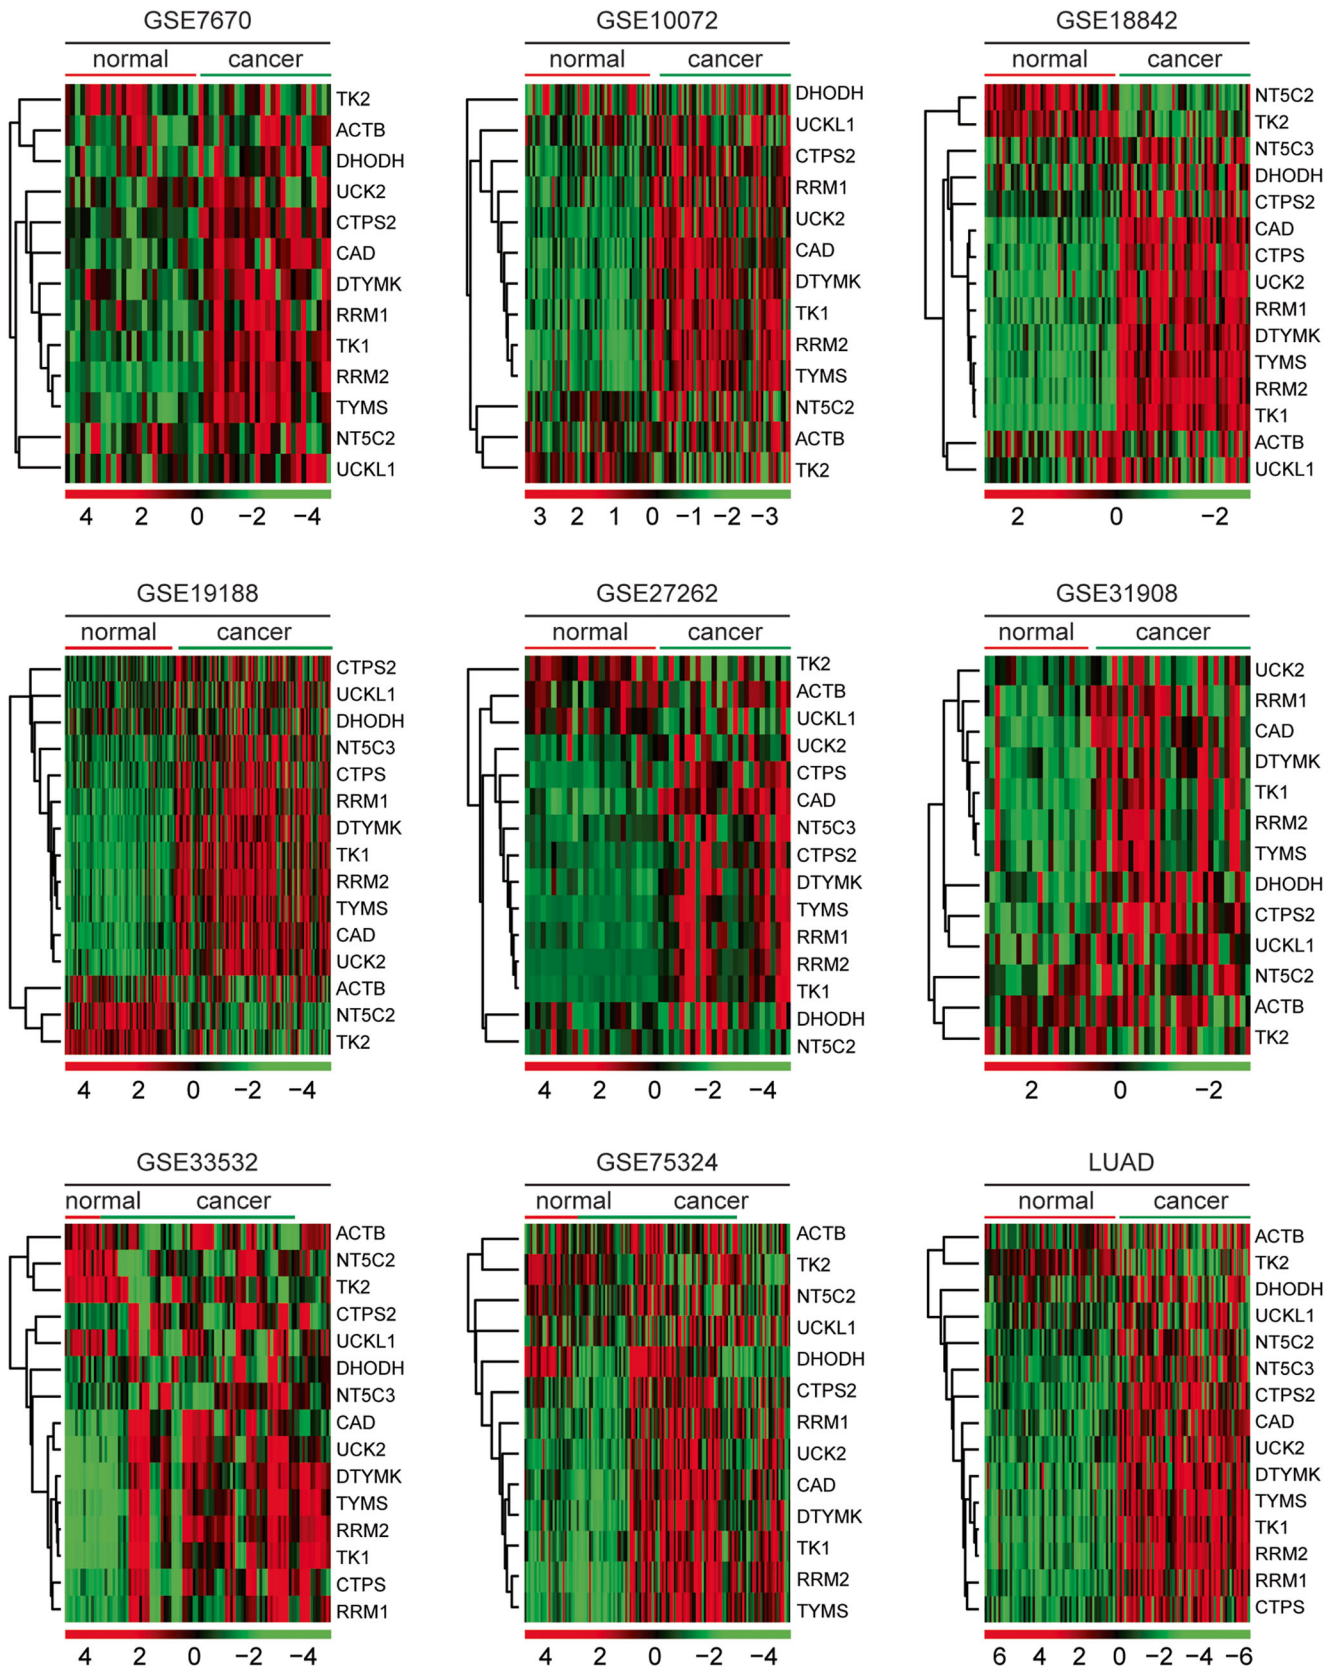 GSE7670
normal cancer
TK2
ACTB
DHODH
UCK2
CTPS2
CAD
DTYMK
RRM1
TK1
RRM2
TYMS
NT5C2
UCKL1
4 2 0 −2 −4
GSE10072
normal cancer
DHODH
UCKL1
CTPS2
RRM1
UCK2
CAD
DTYMK
TK1
RRM2
TYMS
NT5C2
ACTB
TK2
3 2 1 0 −1 −2 −3
GSE18842
normal cancer
NT5C2
TK2
NT5C3
DHODH
CTPS2
CAD
CTPS
UCK2
RRM1
DTYMK
TYMS
RRM2
TK1
ACTB
UCKL1
2 0 −2
GSE19188
normal cancer
CTPS2
UCKL1
DHODH
NT5C3
CTPS
RRM1
DTYMK
TK1
RRM2
TYMS
CAD
UCK2
ACTB
NT5C2
TK2
4 2 0 −2 −4
GSE27262
normal cancer
TK2
ACTB
UCKL1
UCK2
CTPS
CAD
NT5C3
CTPS2
DTYMK
TYMS
RRM1
RRM2
TK1
DHODH
NT5C2
4 2 0 −2 −4
GSE31908
normal cancer
UCK2
RRM1
CAD
DTYMK
TK1
RRM2
TYMS
DHODH
CTPS2
UCKL1
NT5C2
ACTB
TK2
2 0 −2
GSE33532
normal cancer
ACTB
NT5C2
TK2
CTPS2
UCKL1
DHODH
NT5C3
CAD
UCK2
DTYMK
TYMS
RRM2
TK1
CTPS
RRM1
4 2 0 −2 −4
GSE75324
normal cancer
ACTB
TK2
NT5C2
UCKL1
DHODH
CTPS2
RRM1
UCK2
CAD
DTYMK
TK1
RRM2
TYMS
4 2 0 −2 −4
LUAD
normal cancer
ACTB
TK2
DHODH
UCKL1
NT5C2
NT5C3
CTPS2
CAD
UCK2
DTYMK
TYMS
TK1
RRM2
RRM1
CTPS
6 4 2 0 −2 −4 −6